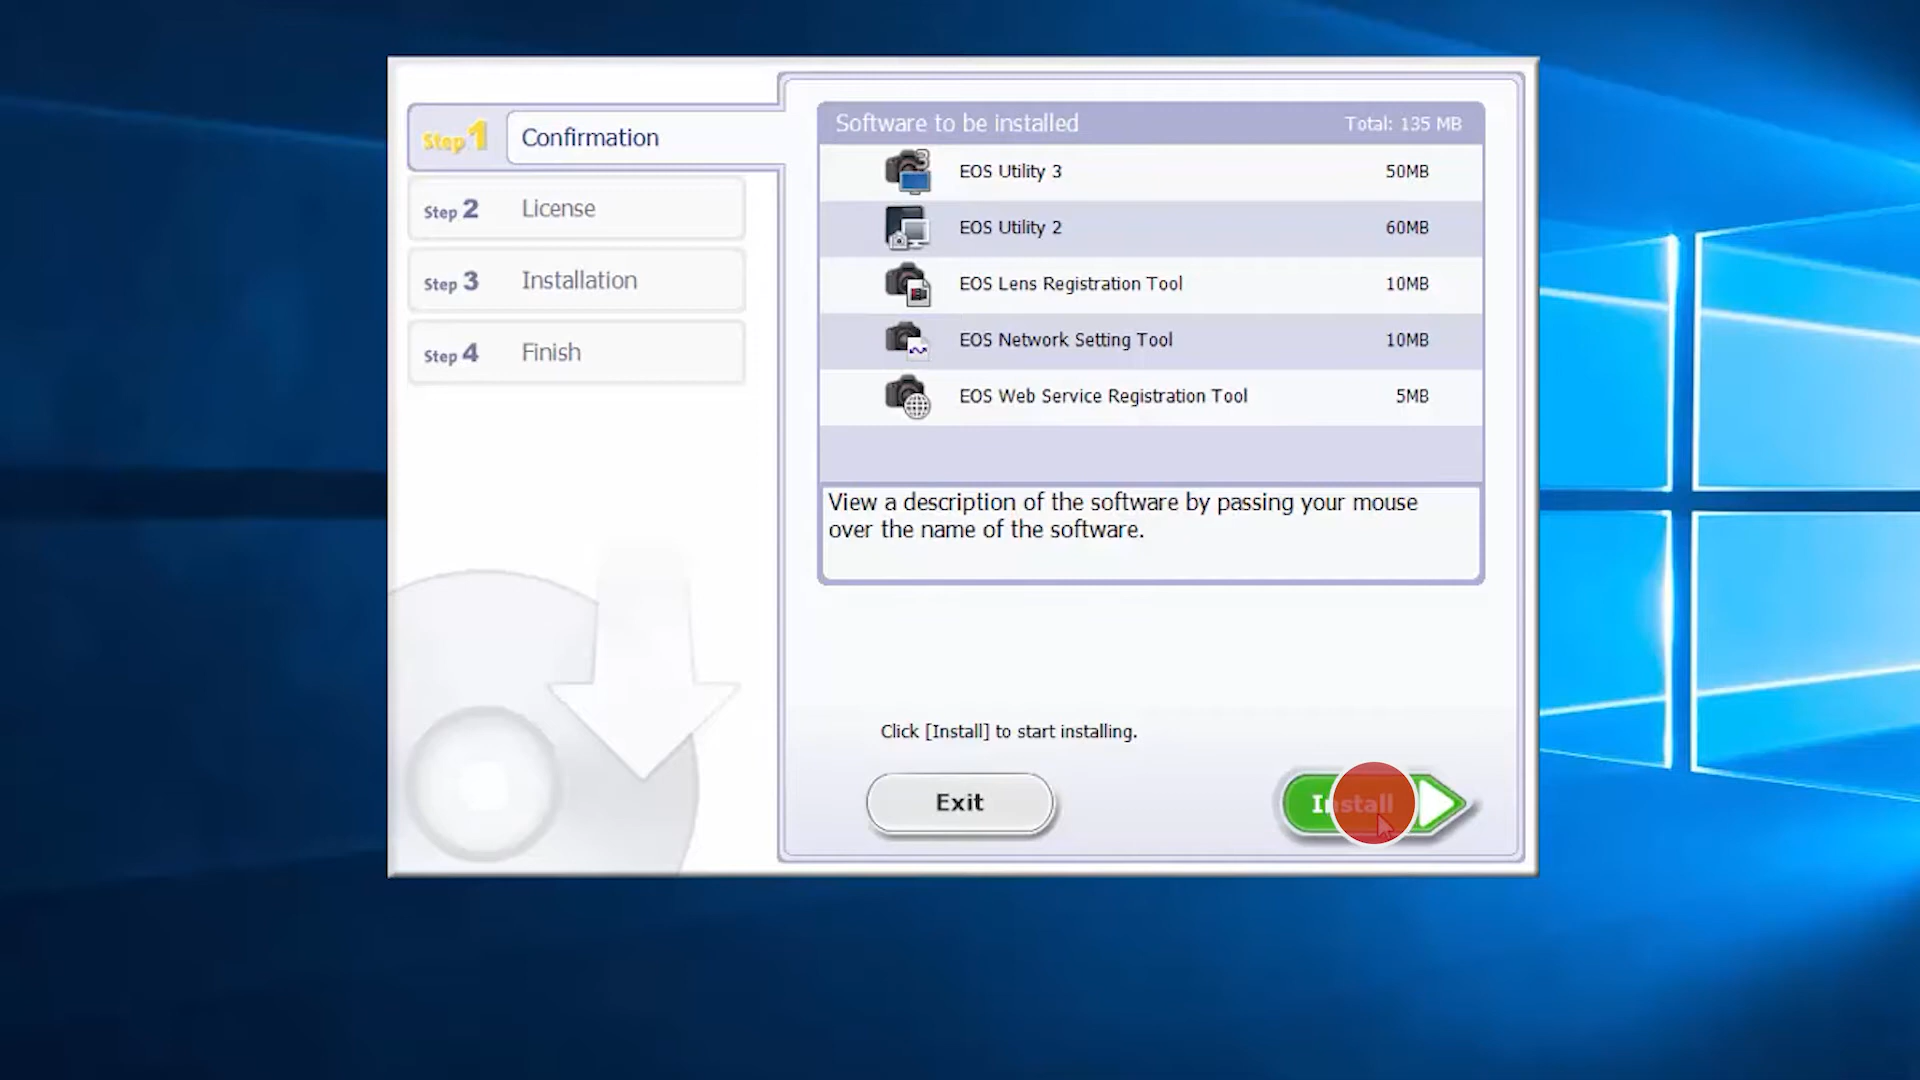 Step 1 Confirmation
Step 2 License
Step 3 Installation
Step 4 Finish
Software to be installed Total: 135 MB
EOS Utility 3 50MB
EOS Utility 2 60MB
EOS Lens Registration Tool 10MB
EOS Network Setting Tool 10MB
EOS Web Service Registration Tool 5MB
View a description of the software by passing your mouse
over the name of the software.
Click [Install] to start installing.
Exit
Install